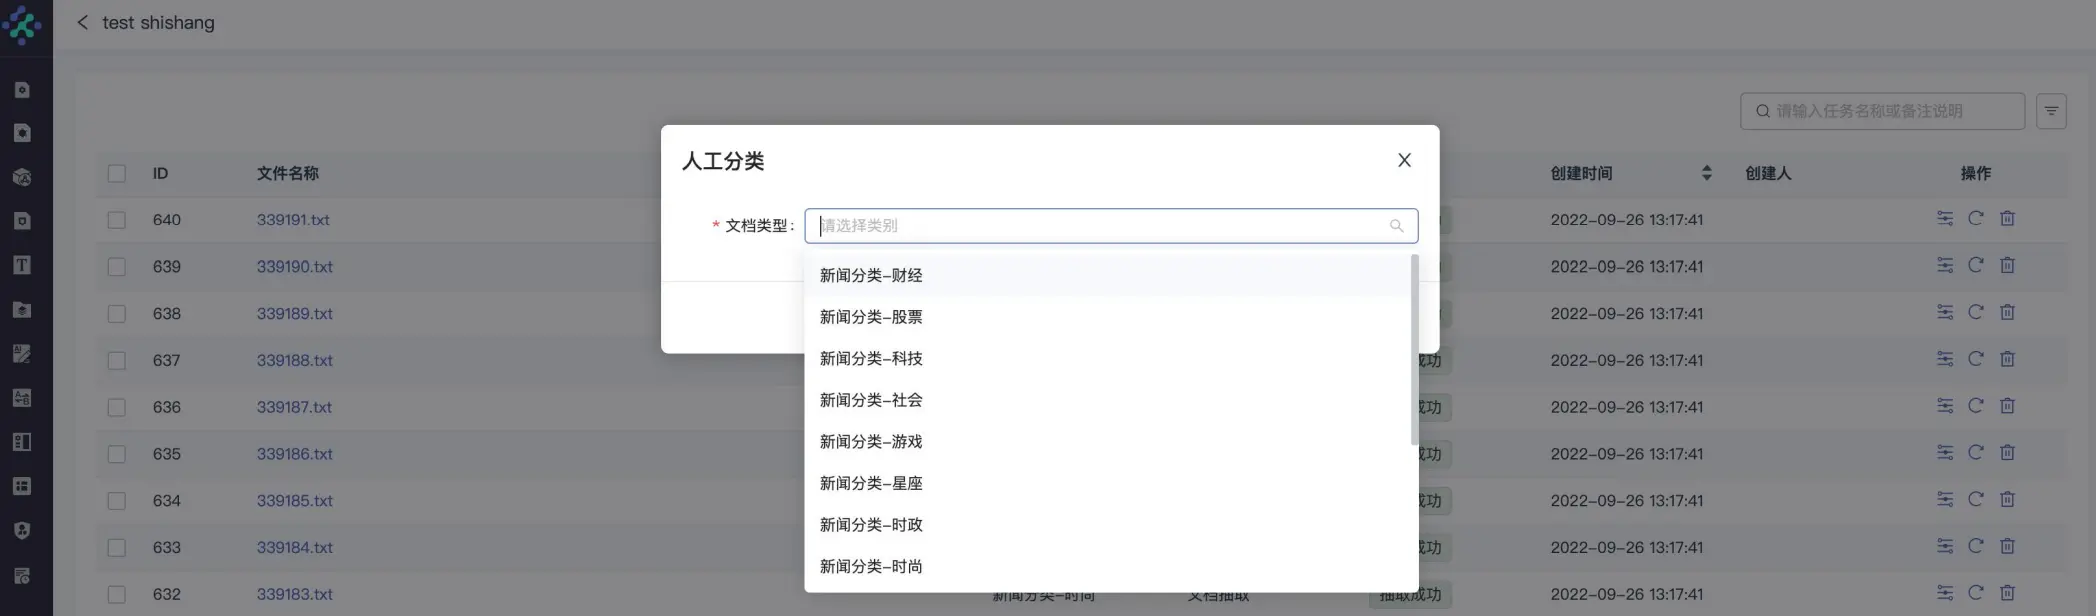 test shishang
请输入任务名称或备注说明
人工分类
ID 文件名称 创建时间 创建人 操作
* 文档类型: 请选择类别
640 339191.txt 2022-09-26 13:17:41
新闻分类-财经
639 339190.txt 2022-09-26 13:17:41
新闻分类-股票
638 339189.txt 2022-09-26 13:17:41
新闻分类-科技
637 339188.txt 成功 2022-09-26 13:17:41
新闻分类-社会
636 339187.txt 成功 2022-09-26 13:17:41
新闻分类-游戏
635 339186.txt 成功 2022-09-26 13:17:41
新闻分类-星座
634 339185.txt 成功 2022-09-26 13:17:41
新闻分类-时政
633 339184.txt 成功 2022-09-26 13:17:41
新闻分类-时尚
632 339183.txt 新闻分类-时尚 文档抽取 抽取成功 2022-09-26 13:17:41